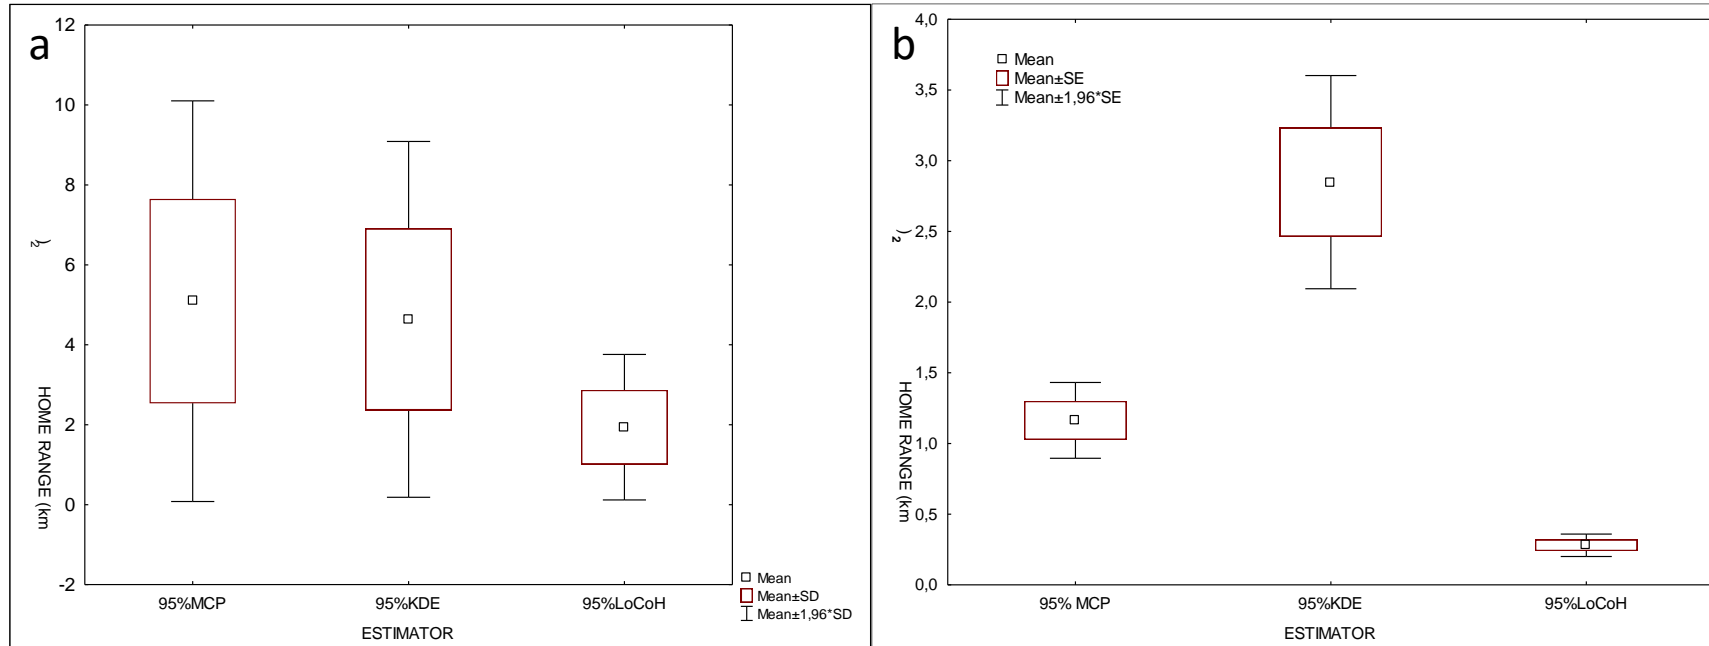 a
12
10
8
6
4
2
0
-2
HOME RANGE (km
2)
95%MCP
95%KDE
95%LoCoH
ESTIMATOR
Mean
Mean±SD
Mean±1,96*SD
b
4,0
3,5
3,0
2,5
2,0
1,5
1,0
0,5
0,0
HOME RANGE (km
2)
Mean
Mean±SE
Mean±1,96*SE
95% MCP
95%KDE
95%LoCoH
ESTIMATOR